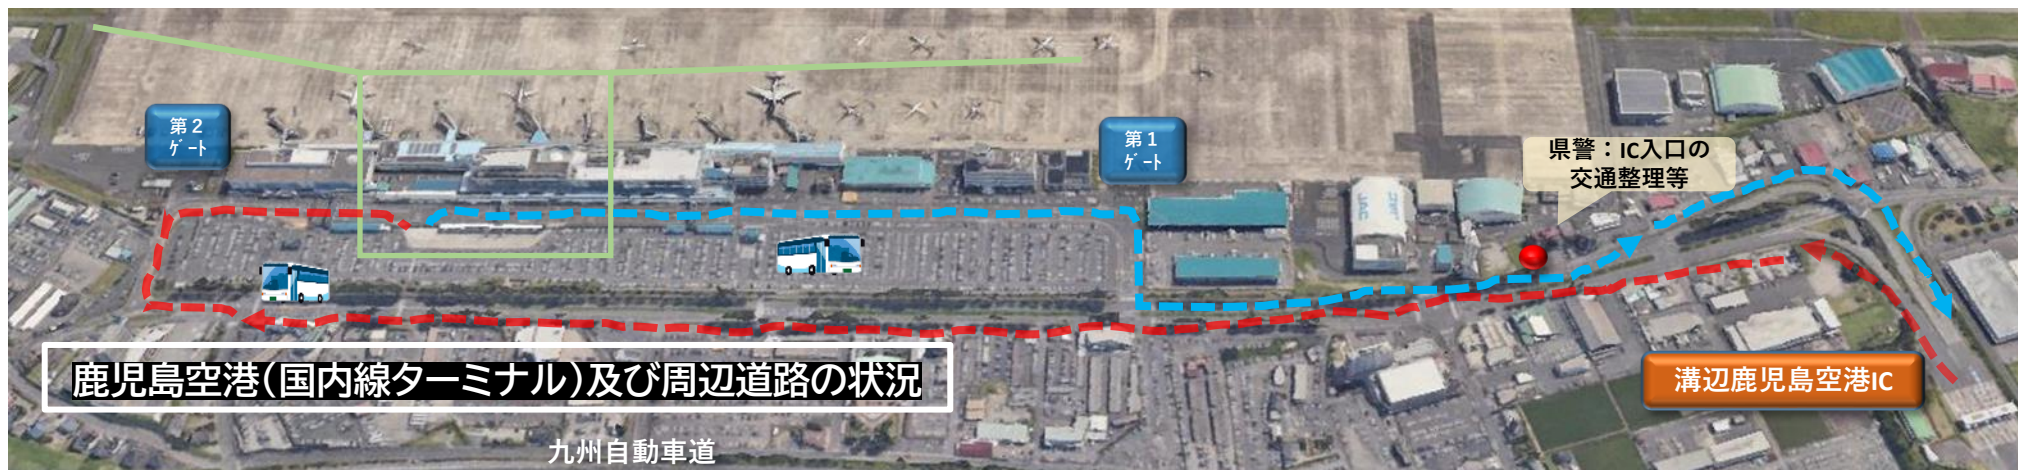 第2
ｹﾞｰﾄ
第1
ｹﾞｰﾄ
県警：IC入口の
交通整理等
溝辺鹿児島空港IC
鹿児島空港（国内線ターミナル）及び周辺道路の状況
九州自動車道